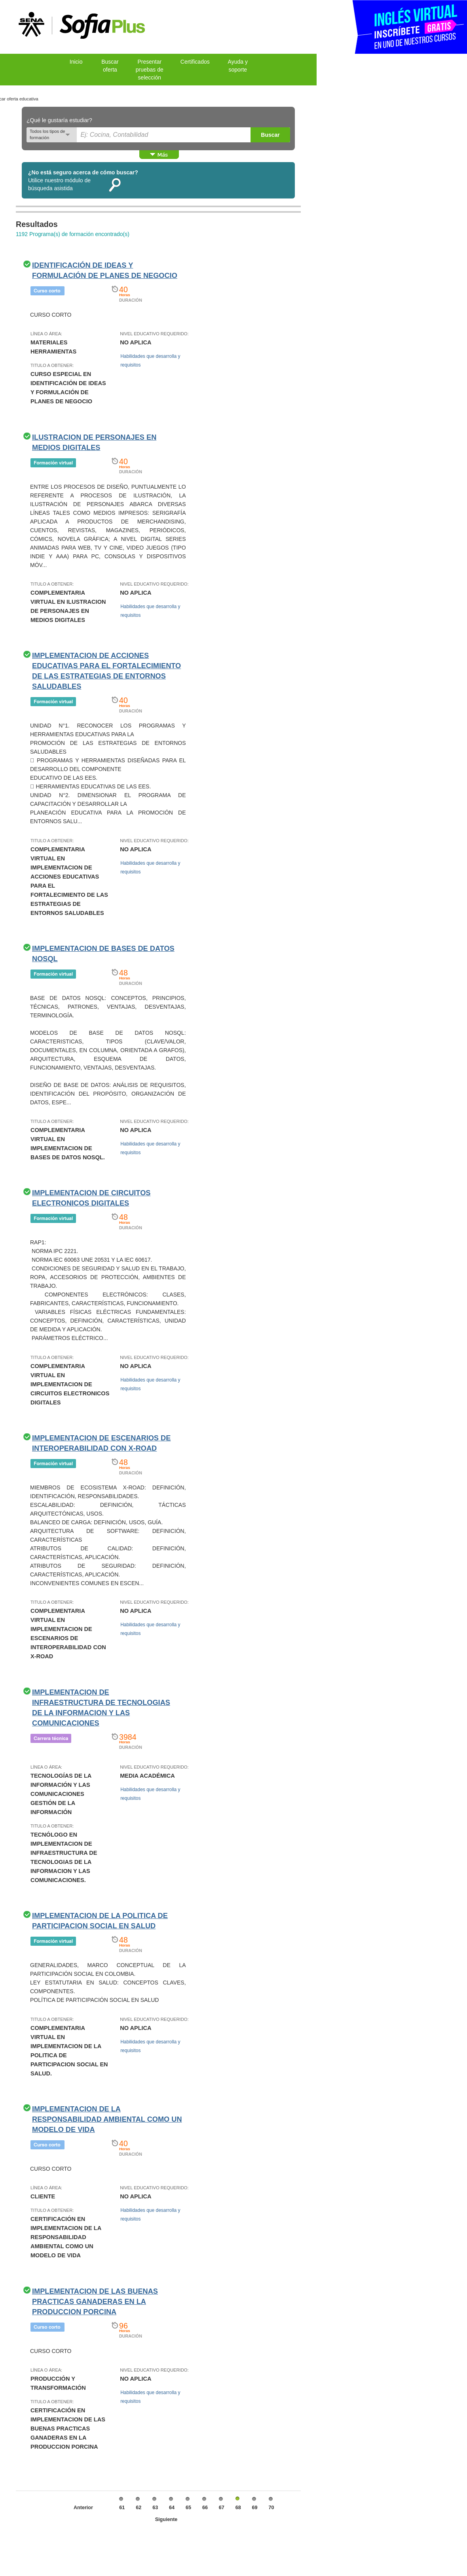 SENA
SofiaPlus
INGLÉS VIRTUAL
INSCRÍBETE GRATIS
EN UNO DE NUESTROS CURSOS
Inicio
Buscar oferta
Presentar pruebas de selección
Certificados
Ayuda y soporte
car oferta educativa
¿Qué le gustaría estudiar?
Todos los tipos de formación
Ej: Cocina, Contabilidad
Buscar
Más
¿No está seguro acerca de cómo buscar?
Utilice nuestro módulo de
búsqueda asistida
Resultados
1192 Programa(s) de formación encontrado(s)
IDENTIFICACIÓN DE IDEAS Y
FORMULACIÓN DE PLANES DE NEGOCIO
Curso corto
40
Horas
DURACIÓN
CURSO CORTO
LÍNEA O ÁREA:
MATERIALES
HERRAMIENTAS
TITULO A OBTENER:
CURSO ESPECIAL EN
IDENTIFICACIÓN DE IDEAS
Y FORMULACIÓN DE
PLANES DE NEGOCIO
NIVEL EDUCATIVO REQUERIDO:
NO APLICA
Habilidades que desarrolla y
requisitos
ILUSTRACION DE PERSONAJES EN
MEDIOS DIGITALES
Formación virtual
40
Horas
DURACIÓN
ENTRE LOS PROCESOS DE DISEÑO, PUNTUALMENTE LO
REFERENTE A PROCESOS DE ILUSTRACIÓN, LA
ILUSTRACIÓN DE PERSONAJES ABARCA DIVERSAS
LÍNEAS TALES COMO MEDIOS IMPRESOS: SERIGRAFÍA
APLICADA A PRODUCTOS DE MERCHANDISING,
CUENTOS, REVISTAS, MAGAZINES, PERIÓDICOS,
CÓMICS, NOVELA GRÁFICA; A NIVEL DIGITAL SERIES
ANIMADAS PARA WEB, TV Y CINE, VIDEO JUEGOS (TIPO
INDIE Y AAA) PARA PC, CONSOLAS Y DISPOSITIVOS
MÓV...
TITULO A OBTENER:
COMPLEMENTARIA
VIRTUAL EN ILUSTRACION
DE PERSONAJES EN
MEDIOS DIGITALES
NIVEL EDUCATIVO REQUERIDO:
NO APLICA
Habilidades que desarrolla y
requisitos
IMPLEMENTACION DE ACCIONES
EDUCATIVAS PARA EL FORTALECIMIENTO
DE LAS ESTRATEGIAS DE ENTORNOS
SALUDABLES
Formación virtual
40
Horas
DURACIÓN
UNIDAD N°1. RECONOCER LOS PROGRAMAS Y
HERRAMIENTAS EDUCATIVAS PARA LA
PROMOCIÓN DE LAS ESTRATEGIAS DE ENTORNOS
SALUDABLES
□ PROGRAMAS Y HERRAMIENTAS DISEÑADAS PARA EL
DESARROLLO DEL COMPONENTE
EDUCATIVO DE LAS EES.
□ HERRAMIENTAS EDUCATIVAS DE LAS EES.
UNIDAD N°2. DIMENSIONAR EL PROGRAMA DE
CAPACITACIÓN Y DESARROLLAR LA
PLANEACIÓN EDUCATIVA PARA LA PROMOCIÓN DE
ENTORNOS SALU...
TITULO A OBTENER:
COMPLEMENTARIA
VIRTUAL EN
IMPLEMENTACION DE
ACCIONES EDUCATIVAS
PARA EL
FORTALECIMIENTO DE LAS
ESTRATEGIAS DE
ENTORNOS SALUDABLES
NIVEL EDUCATIVO REQUERIDO:
NO APLICA
Habilidades que desarrolla y
requisitos
IMPLEMENTACION DE BASES DE DATOS
NOSQL
Formación virtual
48
Horas
DURACIÓN
BASE DE DATOS NOSQL: CONCEPTOS, PRINCIPIOS,
TÉCNICAS, PATRONES, VENTAJAS, DESVENTAJAS,
TERMINOLOGÍA.
MODELOS DE BASE DE DATOS NOSQL:
CARACTERISTICAS, TIPOS (CLAVE/VALOR,
DOCUMENTALES, EN COLUMNA, ORIENTADA A GRAFOS),
ARQUITECTURA, ESQUEMA DE DATOS,
FUNCIONAMIENTO, VENTAJAS, DESVENTAJAS.
DISEÑO DE BASE DE DATOS: ANÁLISIS DE REQUISITOS,
IDENTIFICACIÓN DEL PROPÓSITO, ORGANIZACIÓN DE
DATOS, ESPE...
TITULO A OBTENER:
COMPLEMENTARIA
VIRTUAL EN
IMPLEMENTACION DE
BASES DE DATOS NOSQL.
NIVEL EDUCATIVO REQUERIDO:
NO APLICA
Habilidades que desarrolla y
requisitos
IMPLEMENTACION DE CIRCUITOS
ELECTRONICOS DIGITALES
Formación virtual
48
Horas
DURACIÓN
RAP1:
NORMA IPC 2221.
NORMA IEC 60063 UNE 20531 Y LA IEC 60617.
CONDICIONES DE SEGURIDAD Y SALUD EN EL TRABAJO,
ROPA, ACCESORIOS DE PROTECCIÓN, AMBIENTES DE
TRABAJO.
COMPONENTES ELECTRÓNICOS: CLASES,
FABRICANTES, CARACTERÍSTICAS, FUNCIONAMIENTO.
VARIABLES FÍSICAS ELÉCTRICAS FUNDAMENTALES:
CONCEPTOS, DEFINICIÓN, CARACTERÍSTICAS, UNIDAD
DE MEDIDA Y APLICACIÓN.
PARÁMETROS ELÉCTRICO...
TITULO A OBTENER:
COMPLEMENTARIA
VIRTUAL EN
IMPLEMENTACION DE
CIRCUITOS ELECTRONICOS
DIGITALES
NIVEL EDUCATIVO REQUERIDO:
NO APLICA
Habilidades que desarrolla y
requisitos
IMPLEMENTACION DE ESCENARIOS DE
INTEROPERABILIDAD CON X-ROAD
Formación virtual
48
Horas
DURACIÓN
MIEMBROS DE ECOSISTEMA X-ROAD: DEFINICIÓN,
IDENTIFICACIÓN, RESPONSABILIDADES.
ESCALABILIDAD: DEFINICIÓN, TÁCTICAS
ARQUITECTÓNICAS, USOS.
BALANCEO DE CARGA: DEFINICIÓN, USOS, GUÍA.
ARQUITECTURA DE SOFTWARE: DEFINICIÓN,
CARACTERÍSTICAS
ATRIBUTOS DE CALIDAD: DEFINICIÓN,
CARACTERÍSTICAS, APLICACIÓN.
ATRIBUTOS DE SEGURIDAD: DEFINICIÓN,
CARACTERÍSTICAS, APLICACIÓN.
INCONVENIENTES COMUNES EN ESCEN...
TITULO A OBTENER:
COMPLEMENTARIA
VIRTUAL EN
IMPLEMENTACION DE
ESCENARIOS DE
INTEROPERABILIDAD CON
X-ROAD
NIVEL EDUCATIVO REQUERIDO:
NO APLICA
Habilidades que desarrolla y
requisitos
IMPLEMENTACION DE
INFRAESTRUCTURA DE TECNOLOGIAS
DE LA INFORMACION Y LAS
COMUNICACIONES
Carrera técnica
3984
Horas
DURACIÓN
LÍNEA O ÁREA:
TECNOLOGÍAS DE LA
INFORMACIÓN Y LAS
COMUNICACIONES
GESTIÓN DE LA
INFORMACIÓN
TITULO A OBTENER:
TECNÓLOGO EN
IMPLEMENTACION DE
INFRAESTRUCTURA DE
TECNOLOGIAS DE LA
INFORMACION Y LAS
COMUNICACIONES.
NIVEL EDUCATIVO REQUERIDO:
MEDIA ACADÉMICA
Habilidades que desarrolla y
requisitos
IMPLEMENTACION DE LA POLITICA DE
PARTICIPACION SOCIAL EN SALUD
Formación virtual
48
Horas
DURACIÓN
GENERALIDADES, MARCO CONCEPTUAL DE LA
PARTICIPACIÓN SOCIAL EN COLOMBIA.
LEY ESTATUTARIA EN SALUD: CONCEPTOS CLAVES,
COMPONENTES.
POLÍTICA DE PARTICIPACIÓN SOCIAL EN SALUD
TITULO A OBTENER:
COMPLEMENTARIA
VIRTUAL EN
IMPLEMENTACION DE LA
POLITICA DE
PARTICIPACION SOCIAL EN
SALUD.
NIVEL EDUCATIVO REQUERIDO:
NO APLICA
Habilidades que desarrolla y
requisitos
IMPLEMENTACION DE LA
RESPONSABILIDAD AMBIENTAL COMO UN
MODELO DE VIDA
Curso corto
40
Horas
DURACIÓN
CURSO CORTO
LÍNEA O ÁREA:
CLIENTE
TITULO A OBTENER:
CERTIFICACIÓN EN
IMPLEMENTACION DE LA
RESPONSABILIDAD
AMBIENTAL COMO UN
MODELO DE VIDA
NIVEL EDUCATIVO REQUERIDO:
NO APLICA
Habilidades que desarrolla y
requisitos
IMPLEMENTACION DE LAS BUENAS
PRACTICAS GANADERAS EN LA
PRODUCCION PORCINA
Curso corto
96
Horas
DURACIÓN
CURSO CORTO
LÍNEA O ÁREA:
PRODUCCIÓN Y
TRANSFORMACIÓN
TITULO A OBTENER:
CERTIFICACIÓN EN
IMPLEMENTACION DE LAS
BUENAS PRACTICAS
GANADERAS EN LA
PRODUCCION PORCINA
NIVEL EDUCATIVO REQUERIDO:
NO APLICA
Habilidades que desarrolla y
requisitos
Anterior 61 62 63 64 65 66 67 68 69 70
Siguiente